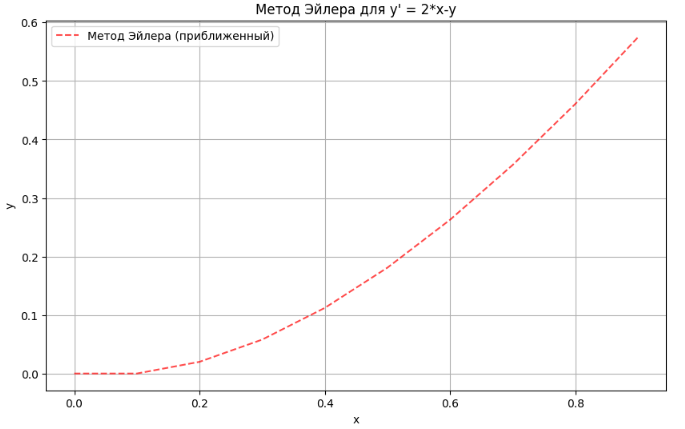 Метод Эйлера для y' = 2*x-y
Метод Эйлера (приближенный)
0.6
0.5
0.4
0.3
0.2
0.1
0.0
y
0.0 0.2 0.4 0.6 0.8
x